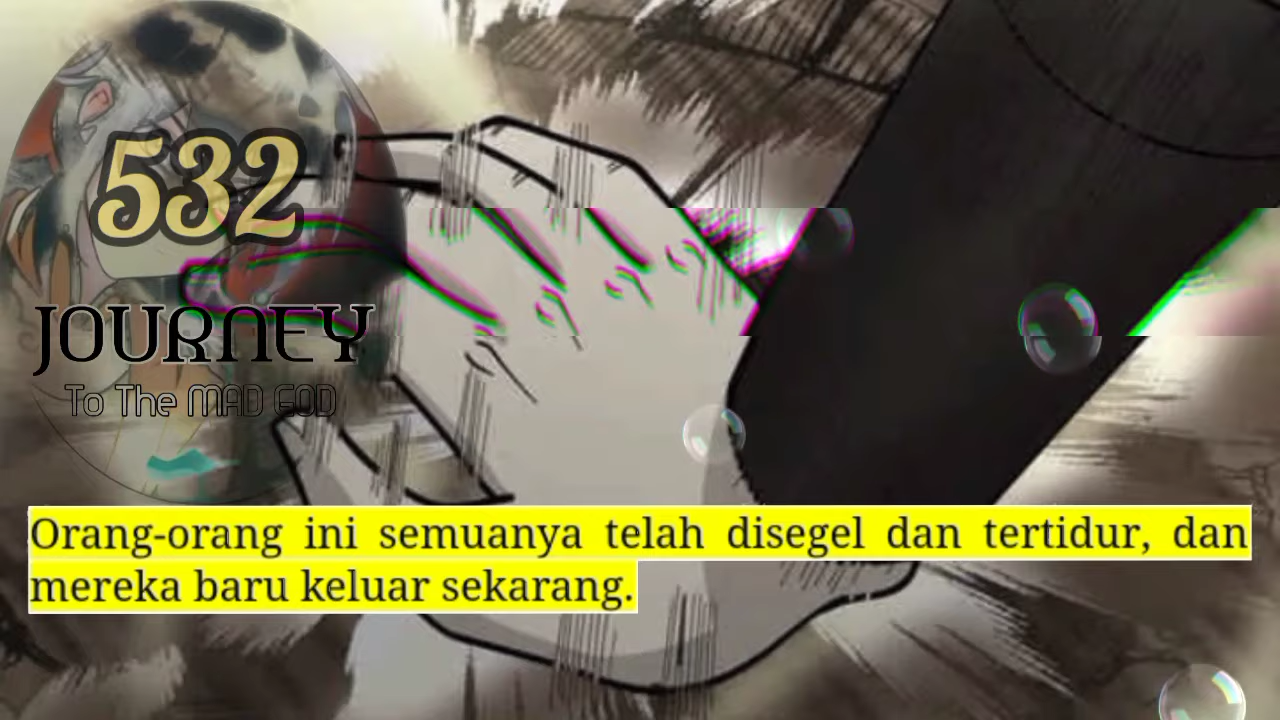 532
JOURNEY
To The MAD GOD
Orang-orang ini semuanya telah disegel dan tertidur, dan
mereka baru keluar sekarang.